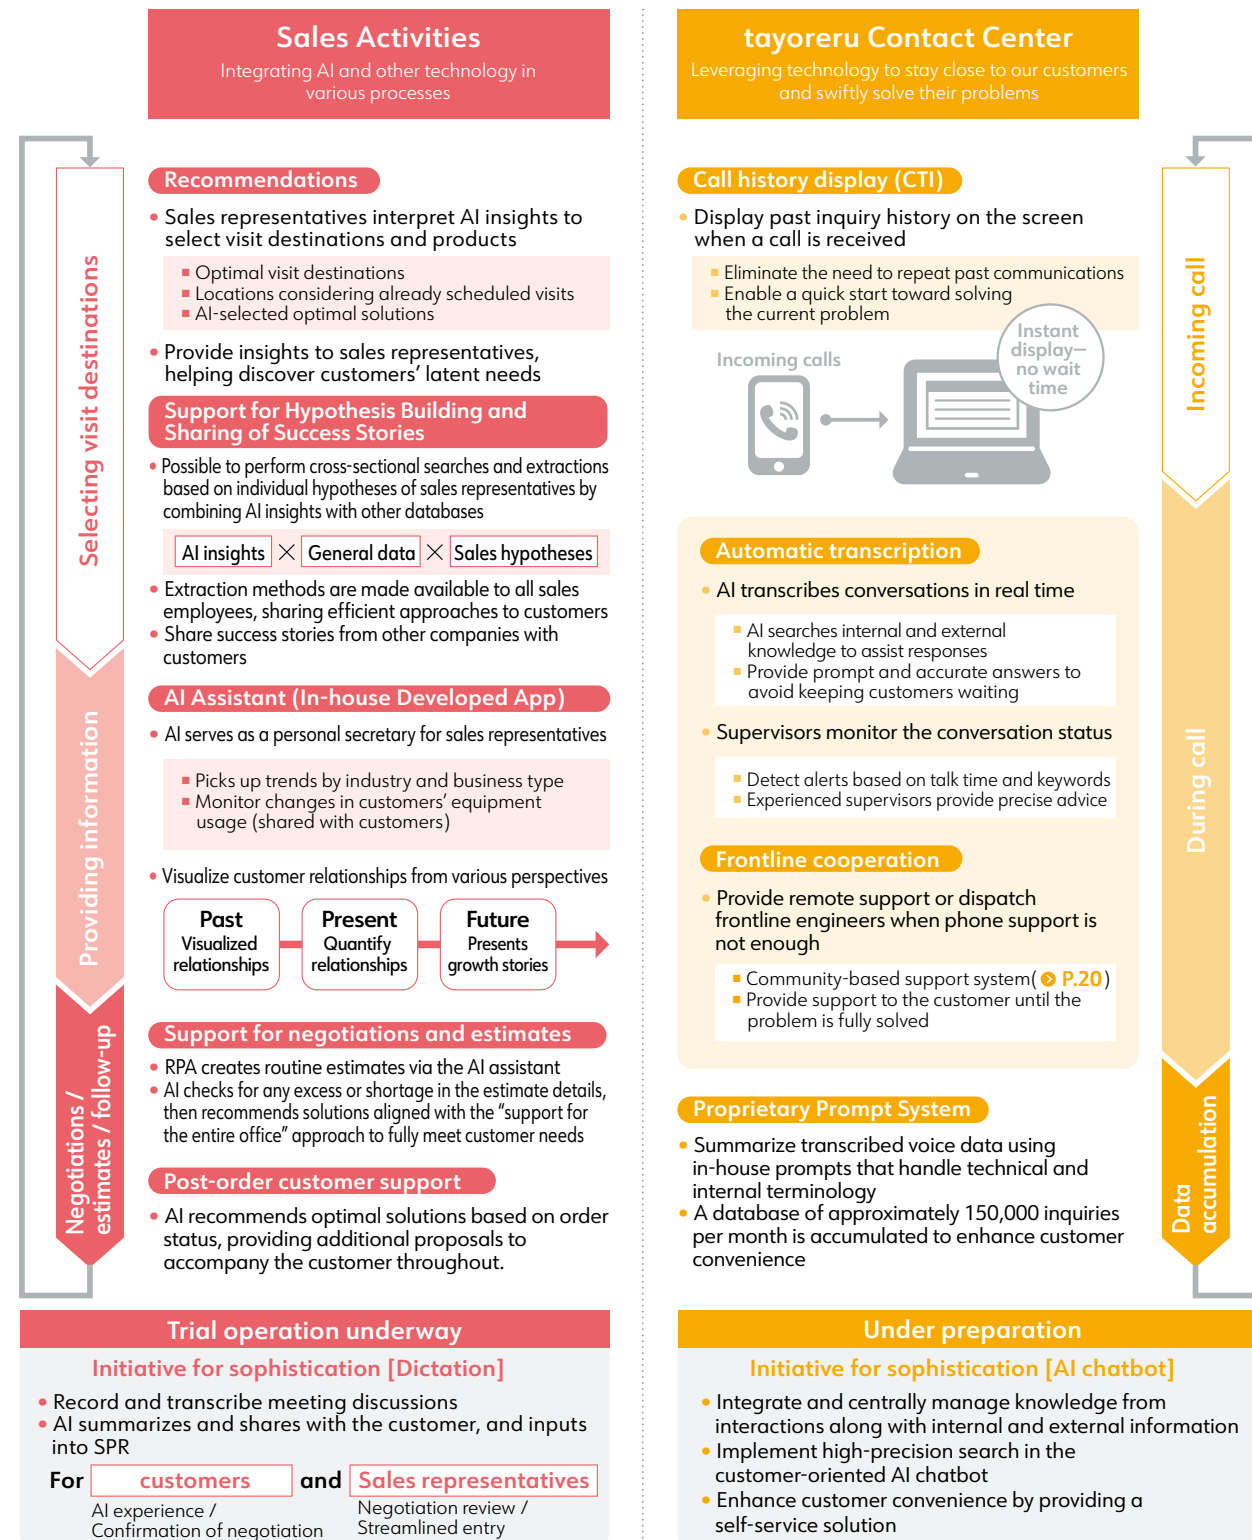 Sales Activities
Integrating AI and other technology in
various processes
Selecting visit destinations
Recommendations
• Sales representatives interpret AI insights to
select visit destinations and products
■ Optimal visit destinations
■ Locations considering already scheduled visits
■ AI-selected optimal solutions
• Provide insights to sales representatives,
helping discover customers’ latent needs
Support for Hypothesis Building and
Sharing of Success Stories
• Possible to perform cross-sectional searches and extractions
based on individual hypotheses of sales representatives by
combining AI insights with other databases
AI insights × General data × Sales hypotheses
• Extraction methods are made available to all sales
employees, sharing efficient approaches to customers
• Share success stories from other companies with
customers
Providing information
AI Assistant (In-house Developed App)
• AI serves as a personal secretary for sales representatives
■ Picks up trends by industry and business type
■ Monitor changes in customers’ equipment
usage (shared with customers)
• Visualize customer relationships from various perspectives
Past
Visualized
relationships
Present
Quantify
relationships
Future
Presents
growth stories
Negotiations /
estimates / follow-up
Support for negotiations and estimates
• RPA creates routine estimates via the AI assistant
• AI checks for any excess or shortage in the estimate details,
then recommends solutions aligned with the “support for
the entire office” approach to fully meet customer needs
Post-order customer support
• AI recommends optimal solutions based on order
status, providing additional proposals to
accompany the customer throughout.
Trial operation underway
Initiative for sophistication [Dictation]
• Record and transcribe meeting discussions
• AI summarizes and shares with the customer, and inputs
into SPR
For customers and Sales representatives
AI experience /
Confirmation of negotiation
Negotiation review /
Streamlined entry
tayoreru Contact Center
Leveraging technology to stay close to our customers
and swiftly solve their problems
Incoming call
Call history display (CTI)
• Display past inquiry history on the screen
when a call is received
■ Eliminate the need to repeat past communications
■ Enable a quick start toward solving
the current problem
Incoming calls
Instant
display—
no wait
time
During call
Automatic transcription
• AI transcribes conversations in real time
■ AI searches internal and external
knowledge to assist responses
■ Provide prompt and accurate answers to
avoid keeping customers waiting
• Supervisors monitor the conversation status
■ Detect alerts based on talk time and keywords
■ Experienced supervisors provide precise advice
Frontline cooperation
• Provide remote support or dispatch
frontline engineers when phone support is
not enough
■ Community-based support system( P.20)
■ Provide support to the customer until the
problem is fully solved
Data
accumulation
Proprietary Prompt System
• Summarize transcribed voice data using
in-house prompts that handle technical and
internal terminology
• A database of approximately 150,000 inquiries
per month is accumulated to enhance customer
convenience
Under preparation
Initiative for sophistication [AI chatbot]
• Integrate and centrally manage knowledge from
interactions along with internal and external information
• Implement high-precision search in the
customer-oriented AI chatbot
• Enhance customer convenience by providing a
self-service solution